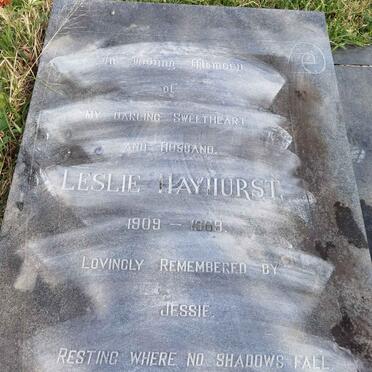 In Loving Memory
of
MY DARLING SWEETHEART
AND HUSBAND.
LESLIE HAYHURST.
1909 – 1969.
LOVINGLY REMEMBERED BY
JESSIE.
RESTING WHERE NO SHADOWS FALL